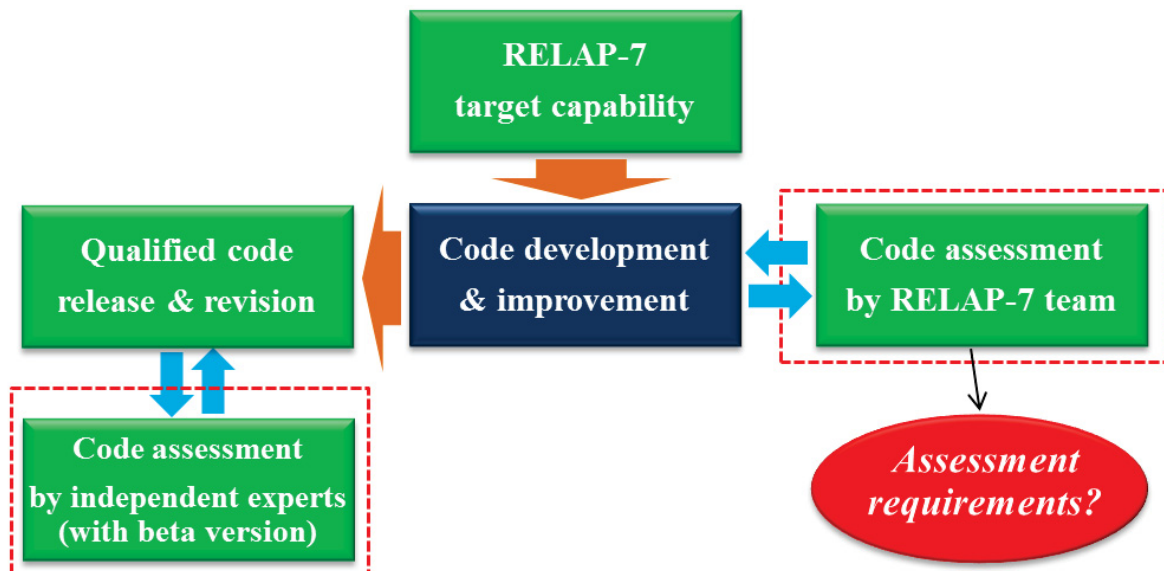 RELAP-7
target capability
Qualified code
release & revision
Code development
& improvement
Code assessment
by RELAP-7 team
Code assessment
by independent experts
(with beta version)
Assessment
requirements?